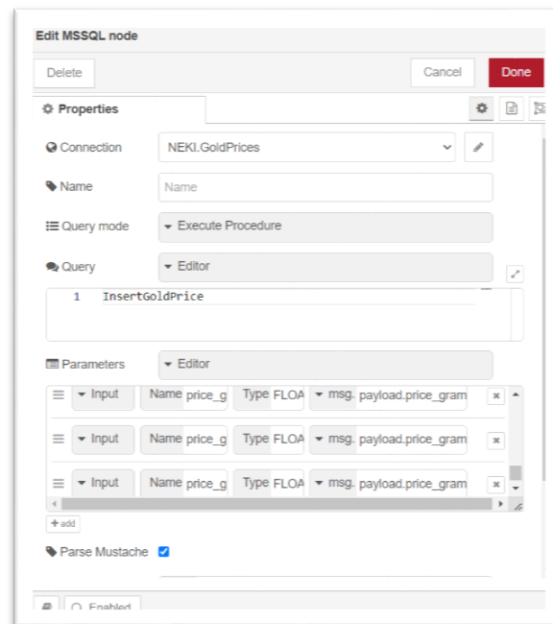 Edit MSSQL node
Delete Cancel Done
Properties
Connection NEKI.GoldPrices
Name Name
Query mode Execute Procedure
Query Editor
1 InsertGoldPrice
Parameters Editor
Input Name price_g Type FLOA msg. payload.price_gram
Input Name price_g Type FLOA msg. payload.price_gram
Input Name price_g Type FLOA msg. payload.price_gram
+ add
Parse Mustache
Enabled